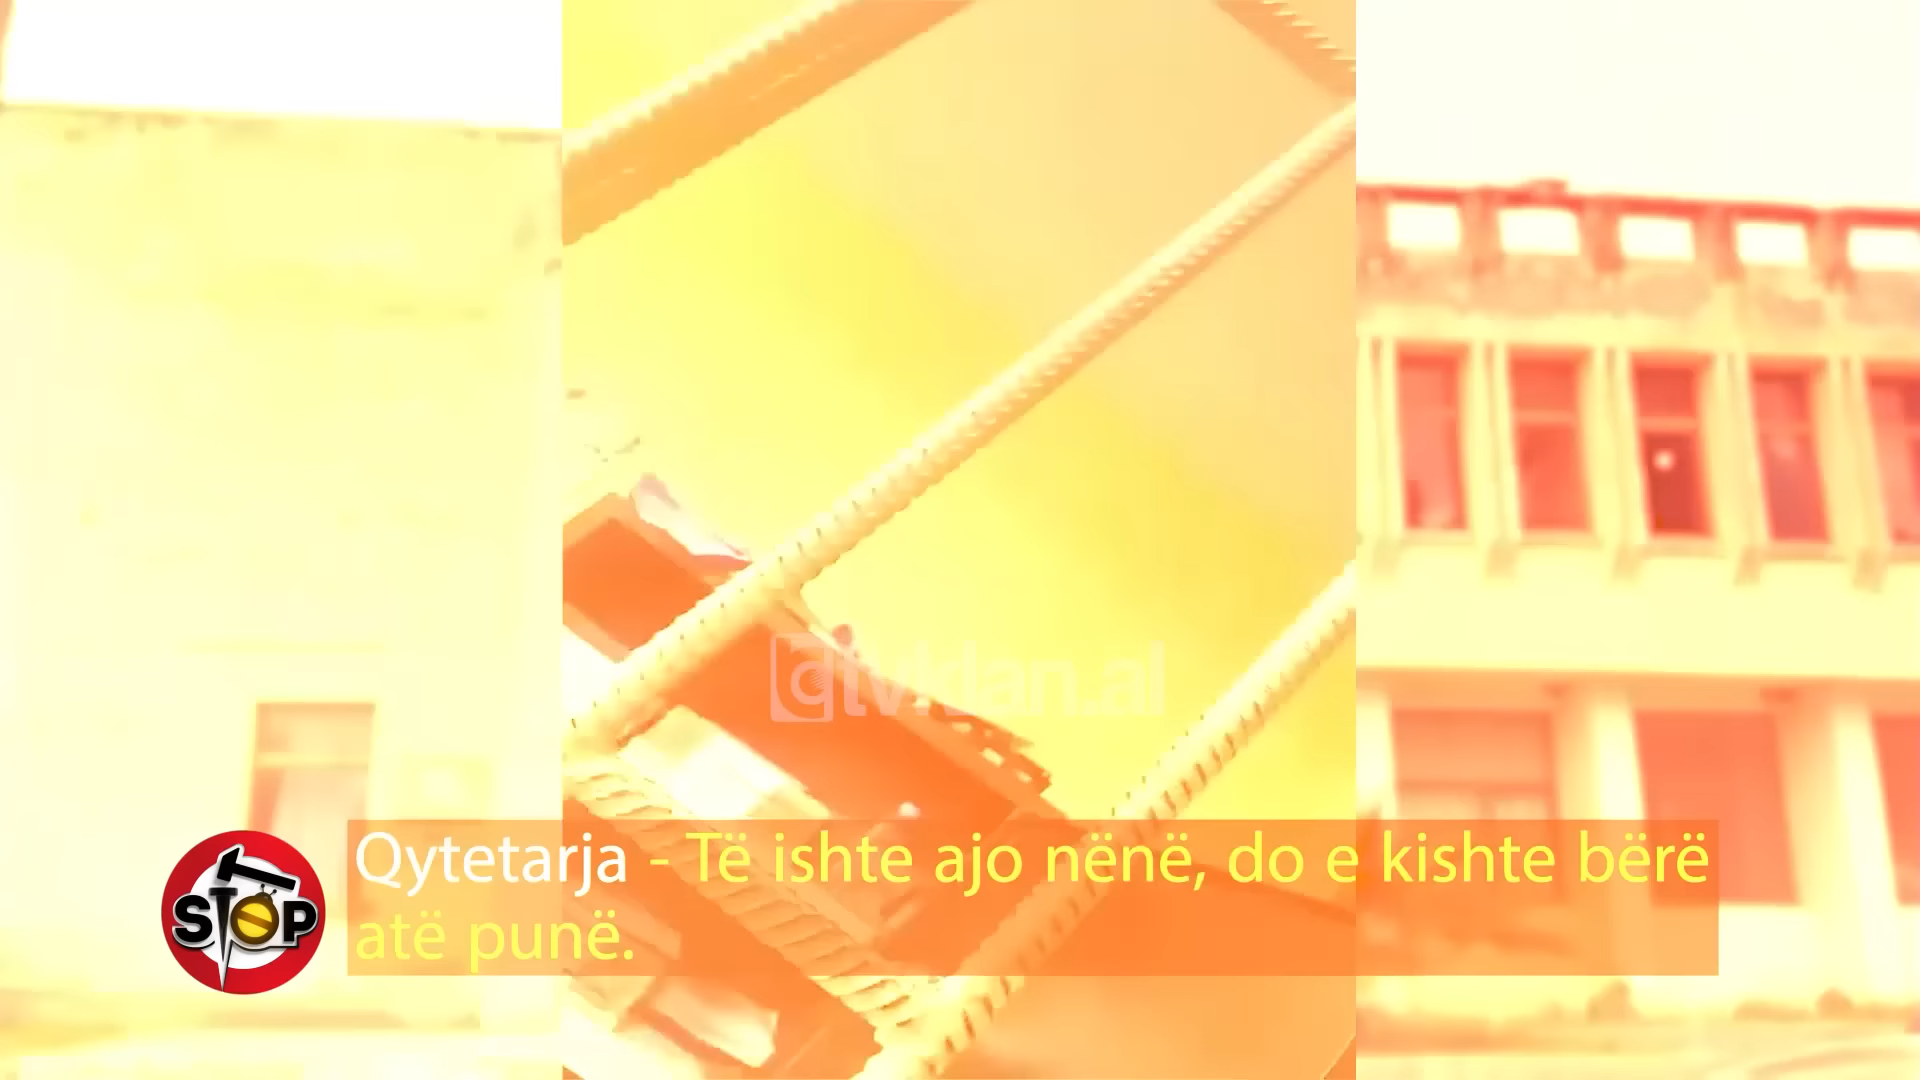 tvklan.al
STOP
Qytetarja - Të ishte ajo nënë, do e kishte bërë
atë punë.